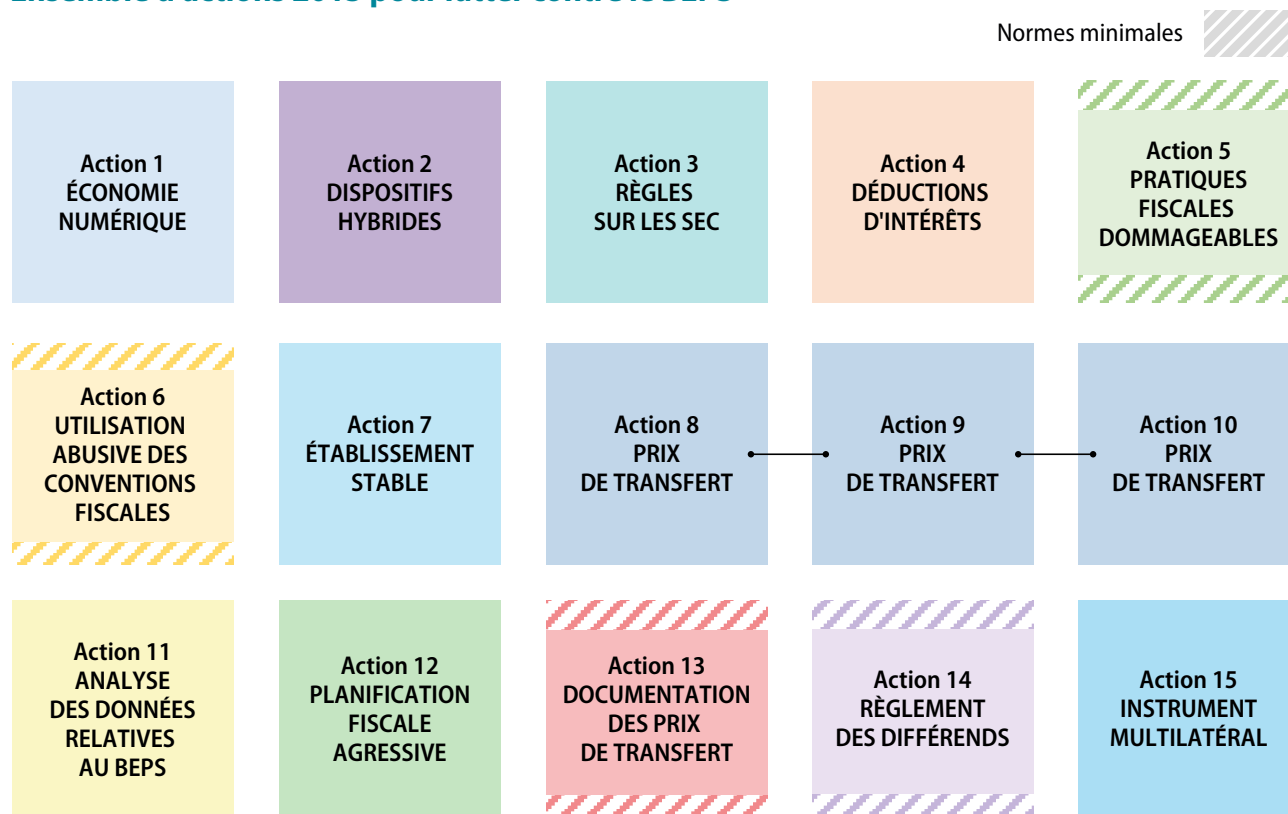 Normes minimales
Action 1
ÉCONOMIE
NUMÉRIQUE
Action 2
DISPOSITIFS
HYBRIDES
Action 3
RÈGLES
SUR LES SEC
Action 4
DÉDUCTIONS
D'INTÉRÊTS
Action 5
PRATIQUES
FISCALES
DOMMAGEABLES
Action 6
UTILISATION
ABUSIVE DES
CONVENTIONS
FISCALES
Action 7
ÉTABLISSEMENT
STABLE
Action 8
PRIX
DE TRANSFERT
Action 9
PRIX
DE TRANSFERT
Action 10
PRIX
DE TRANSFERT
Action 11
ANALYSE
DES DONNÉES
RELATIVES
AU BEPS
Action 12
PLANIFICATION
FISCALE
AGRESSIVE
Action 13
DOCUMENTATION
DES PRIX
DE TRANSFERT
Action 14
RÈGLEMENT
DES DIFFÉRENDS
Action 15
INSTRUMENT
MULTILATÉRAL